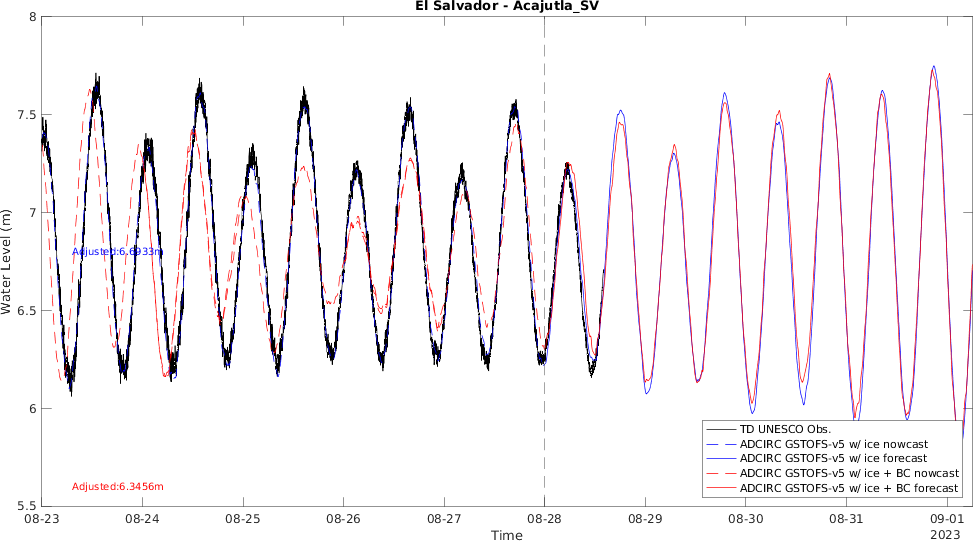 El Salvador - Acajutla_SV
Water Level (m)
8
7.5
7
6.5
6
5.5
Adjusted:6.6933m
Adjusted:6.3456m
TD UNESCO Obs.
ADCIRC GSTOFS-v5 w/ ice nowcast
ADCIRC GSTOFS-v5 w/ ice forecast
ADCIRC GSTOFS-v5 w/ ice + BC nowcast
ADCIRC GSTOFS-v5 w/ ice + BC forecast
08-23 08-24 08-25 08-26 08-27 08-28 08-29 08-30 08-31 09-01
2023
Time